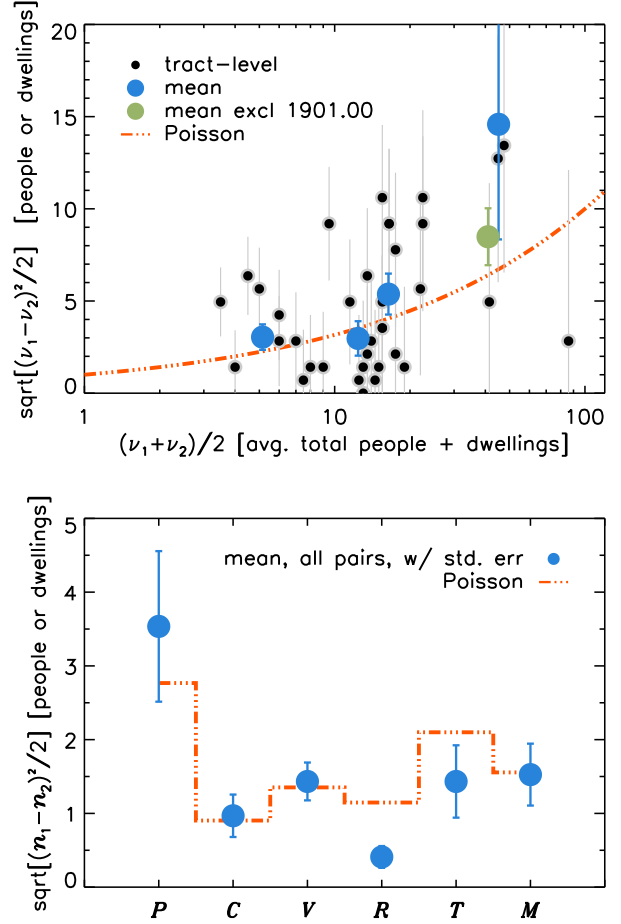 sqrt[(ν₁−ν₂)²/2] [people or dwellings]
20
15
10
5
0
tract−level
mean
mean excl 1901.00
Poisson
1
10
100
(ν₁+ν₂)/2 [avg. total people + dwellings]
sqrt[(n₁−n₂)²/2] [people or dwellings]
5
4
3
2
1
0
mean, all pairs, w/ std. err
Poisson
P C V R T M